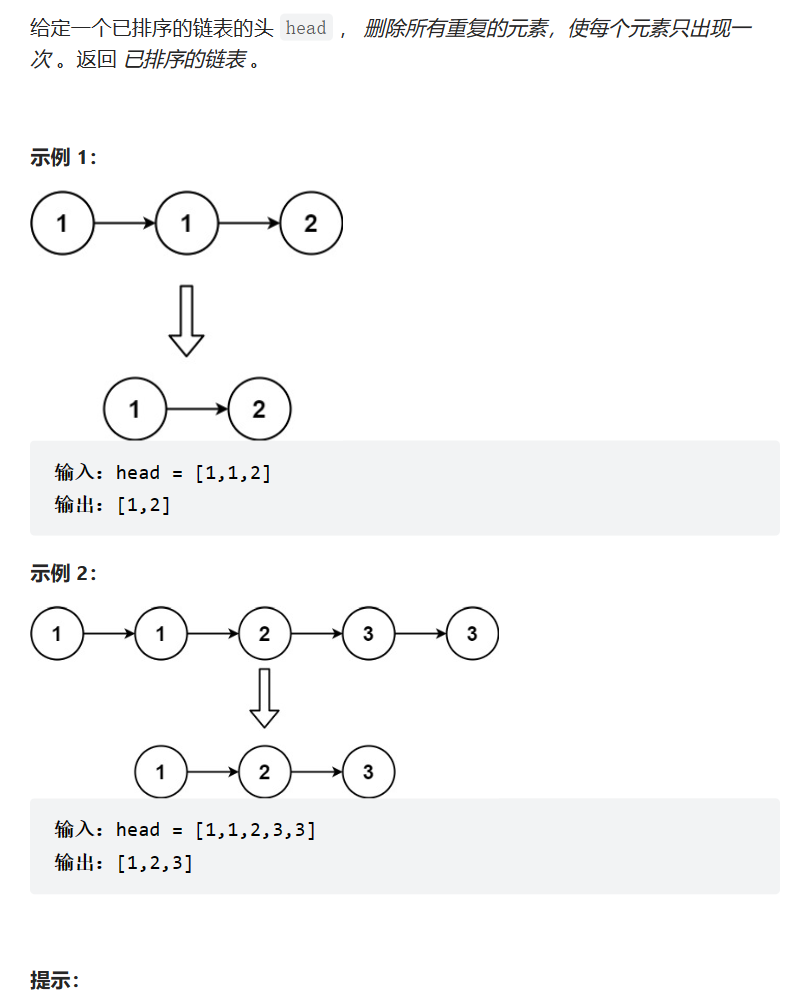 给定一个已排序的链表的头 head ， 删除所有重复的元素，使每个元素只出现一
次 。返回 已排序的链表 。
示例 1：
1 1 2
1 2
输入：head = [1,1,2]
输出：[1,2]
示例 2：
1 1 2 3 3
1 2 3
输入：head = [1,1,2,3,3]
输出：[1,2,3]
提示：